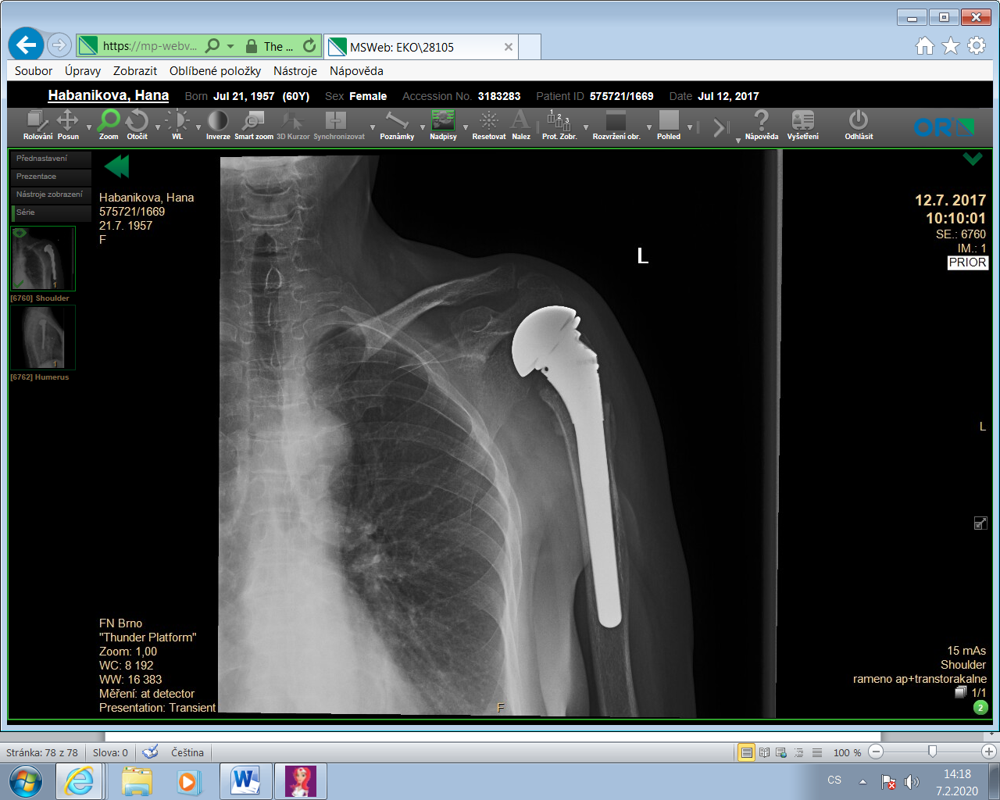 https://mp-webv... The ...
MSWeb: EKO\28105
Soubor Úpravy Zobrazit Oblíbené položky Nástroje Nápověda
Habanikova, Hana Born Jul 21, 1957 (60Y) Sex Female Accession No. 3183283 Patient ID 575721/1669 Date Jul 12, 2017
Rolování Posun Zoom Otočit WL Inverze Smart zoom 3D Kurzor Synchronizovat Poznámky Nadpisy Resetovat Nalez Prot. Zobr. Rozvržení obr. Pohled Nápověda Vyšetření Odhlásit
Přednastavení
Prezentace
Nástroje zobrazení
Série
[6760] Shoulder
[6762] Humerus
Habanikova, Hana
575721/1669
21.7. 1957
F
L
12.7. 2017
10:10:01
SE.: 6760
IM.: 1
PRIOR
L
FN Brno
"Thunder Platform"
Zoom: 1,00
WC: 8 192
WW: 16 383
Měření: at detector
Presentation: Transient
F
15 mAs
Shoulder
rameno ap+transtorakalne
1/1
2
Stránka: 78 z 78 Slova: 0 Čeština 100 %
CS 14:18
7.2.2020